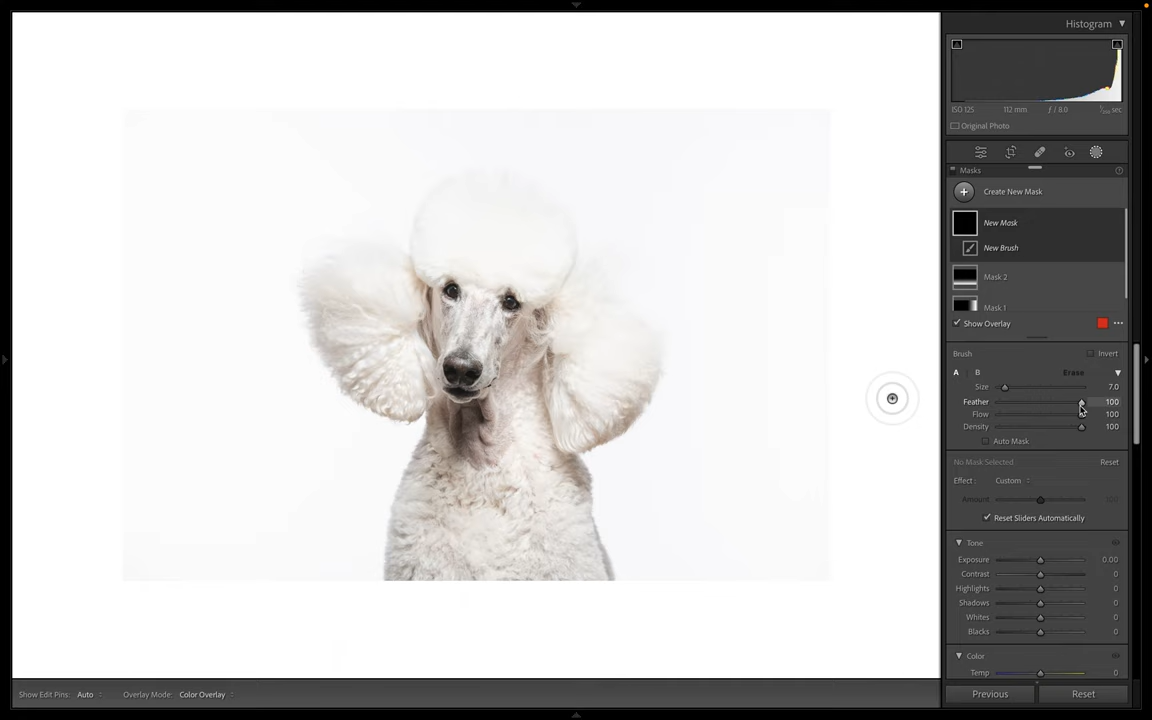 Histogram
ISO 125 112 mm f / 8.0 sec
Original Photo
Masks
Create New Mask
New Mask
New Brush
Mask 2
Mask 1
Show Overlay
Brush Invert
A B Erase
Size 7.0
Feather 100
Flow 100
Density 100
Auto Mask
No Mask Selected Reset
Effect : Custom
Amount 100
Reset Sliders Automatically
Tone
Exposure 0.00
Contrast 0
Highlights 0
Shadows 0
Whites 0
Blacks 0
Color
Temp 0
Show Edit Pins: Auto Overlay Mode: Color Overlay Previous Reset